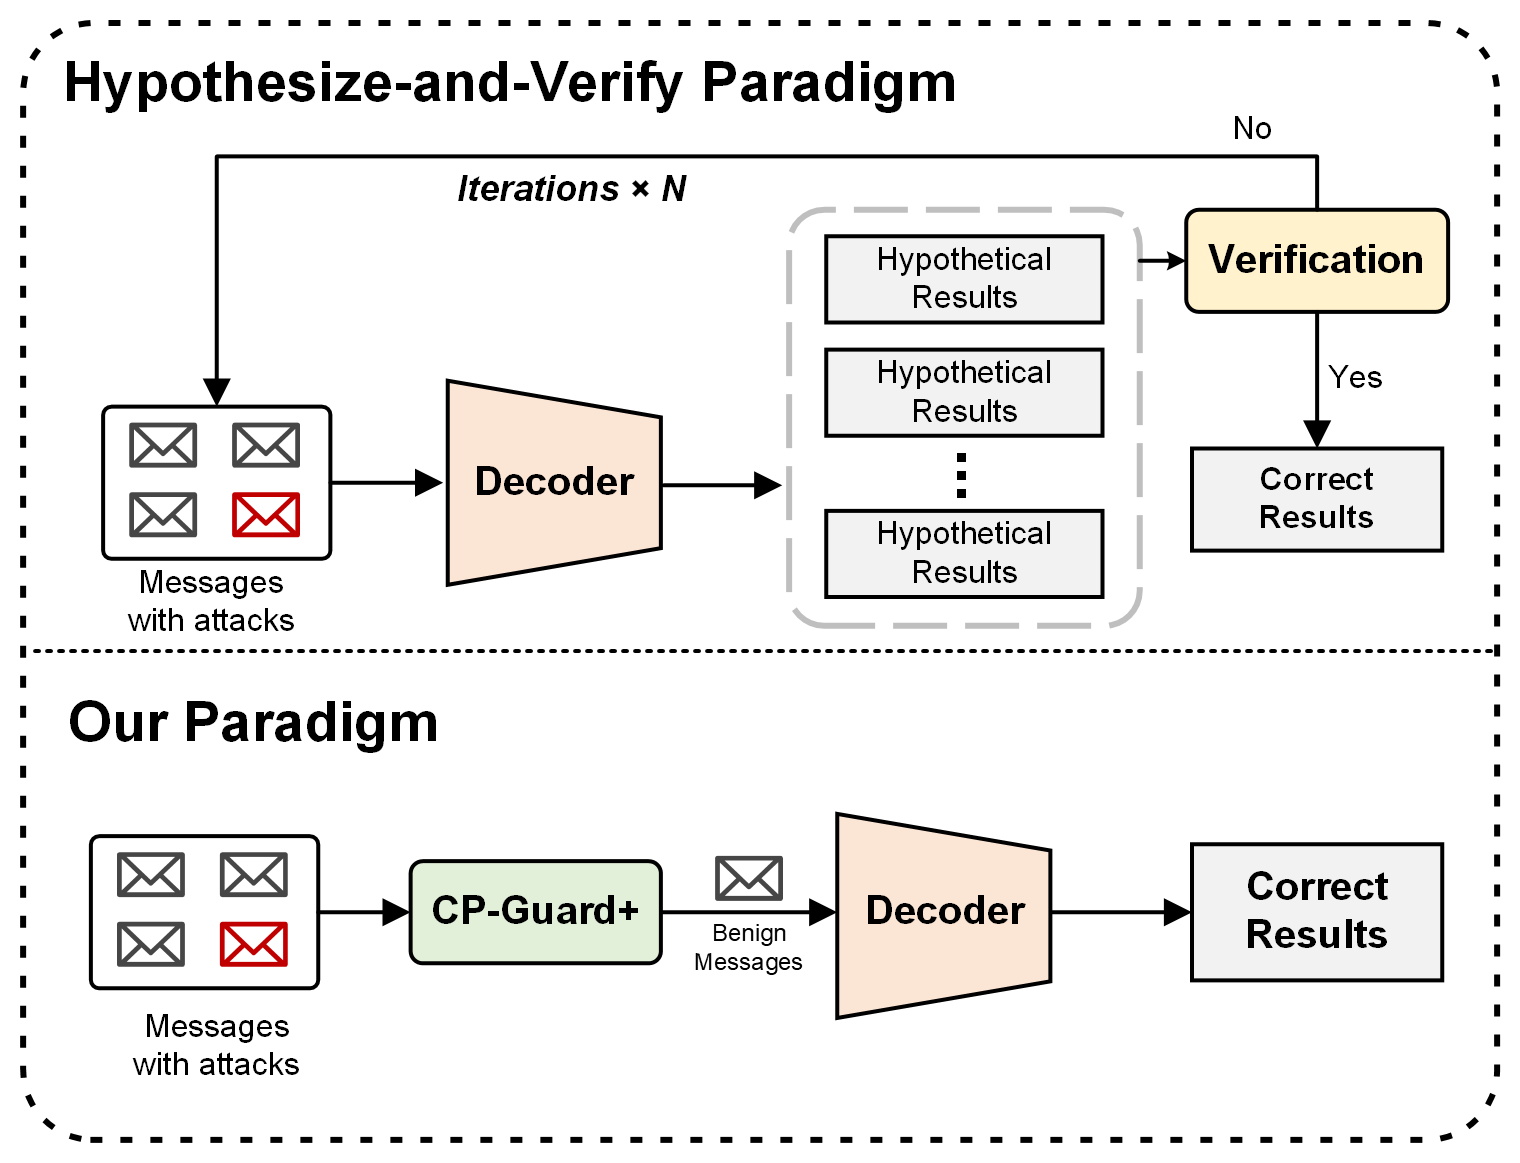 Hypothesize-and-Verify Paradigm
No
Iterations × N
Hypothetical
Results
Verification
Hypothetical
Results
Yes
Decoder
Correct
Results
Hypothetical
Results
Messages
with attacks
Our Paradigm
CP-Guard+
Benign
Messages
Decoder
Correct
Results
Messages
with attacks